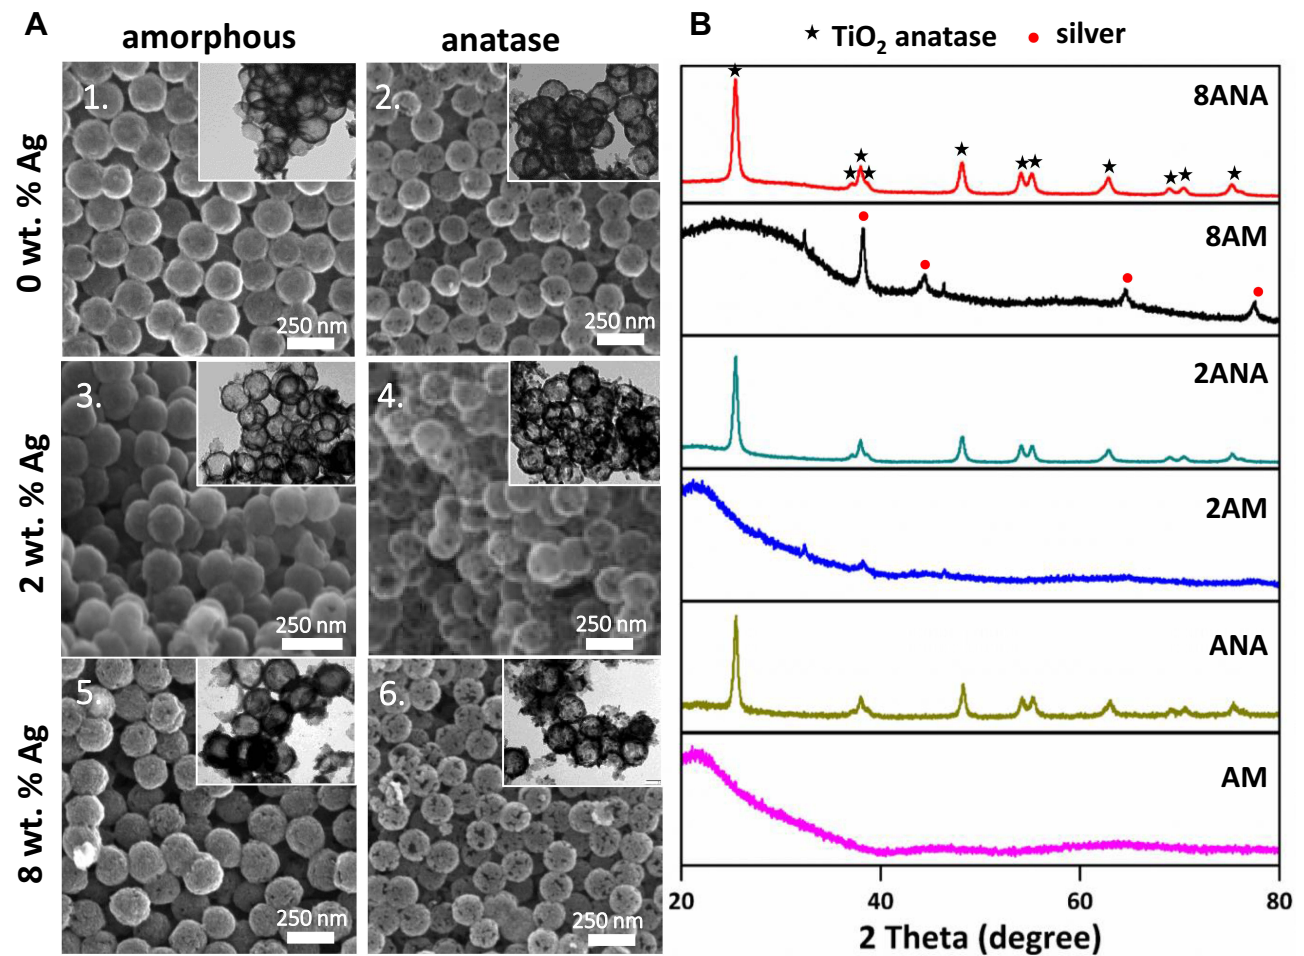 A
amorphous
anatase
0 wt. % Ag
1.
250 nm
2.
250 nm
2 wt. % Ag
3.
250 nm
4.
250 nm
8 wt. % Ag
5.
250 nm
6.
250 nm
B
★ TiO₂ anatase ● silver
8ANA
8AM
2ANA
2AM
ANA
AM
20 40 60 80
2 Theta (degree)